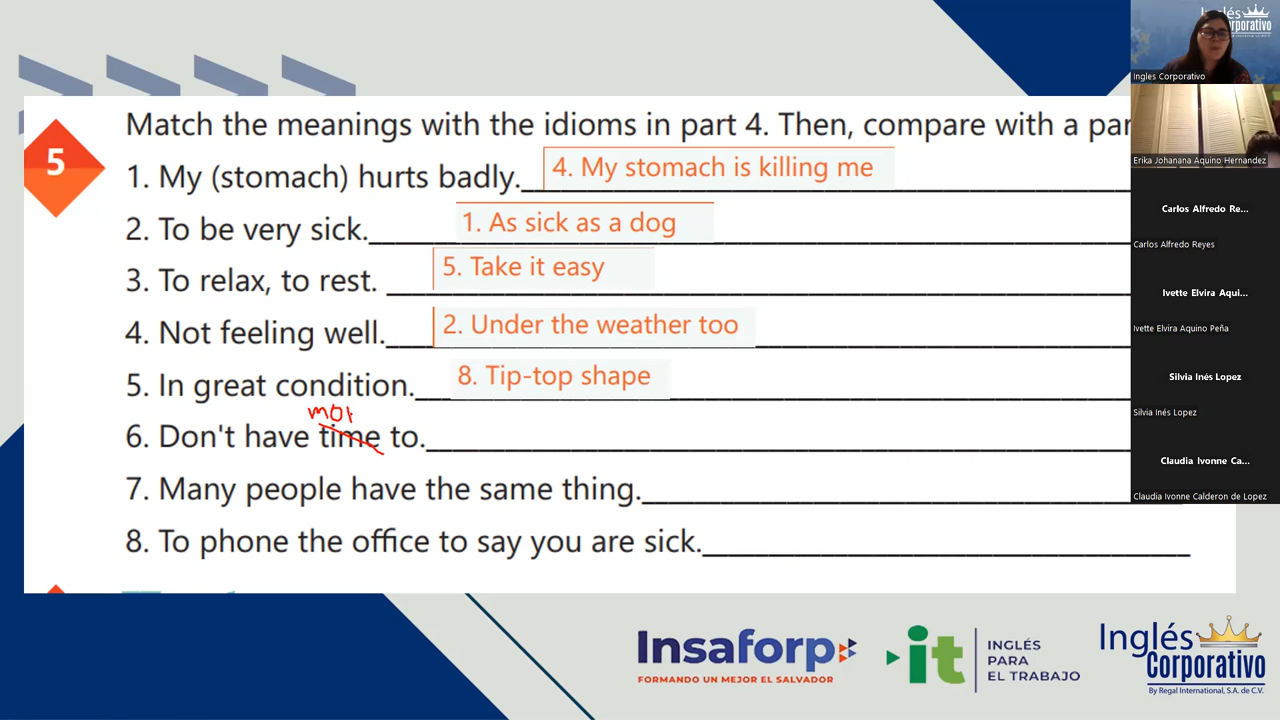 5
Match the meanings with the idioms in part 4. Then, compare with a par
1. My (stomach) hurts badly. 4. My stomach is killing me
2. To be very sick. 1. As sick as a dog
3. To relax, to rest. 5. Take it easy
4. Not feeling well. 2. Under the weather too
5. In great condition. 8. Tip-top shape
mor
6. Don't have time to.
7. Many people have the same thing.
8. To phone the office to say you are sick.
Inglés
Corporativo
Ingles Corporativo
Erika Johanana Aquino Hernandez
Carlos Alfredo Re...
Carlos Alfredo Reyes
Ivette Elvira Aqui...
Ivette Elvira Aquino Peña
Silvia Inés Lopez
Silvia Inés Lopez
Claudia Ivonne Ca...
Claudia Ivonne Calderon de Lopez
Insaforp
FORMANDO UN MEJOR EL SALVADOR
it
INGLÉS
PARA
EL TRABAJO
Inglés
Corporativo
By Regal International, S.A. de C.V.